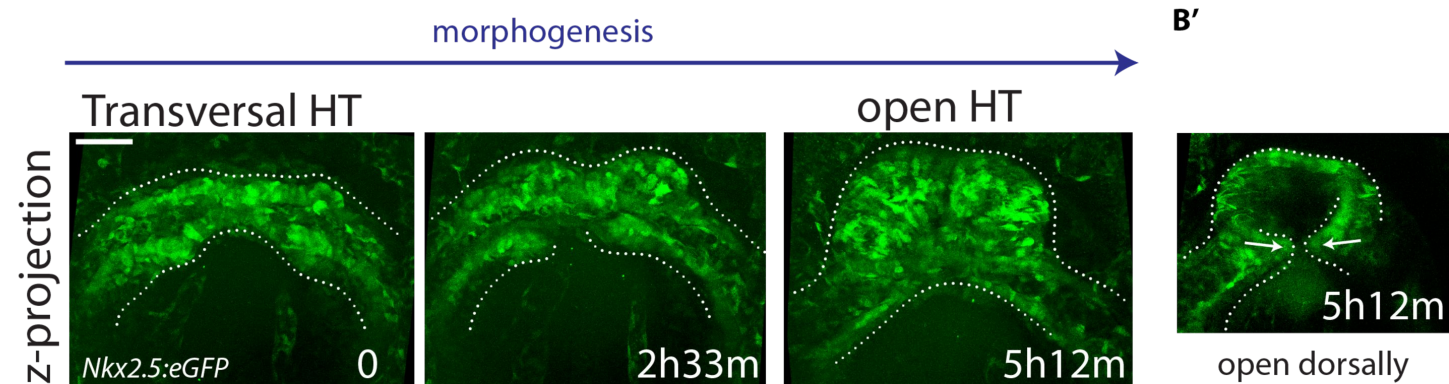 morphogenesis
B′
Transversal HT
open HT
z-projection
Nkx2.5:eGFP
0
2h33m
5h12m
5h12m
open dorsally